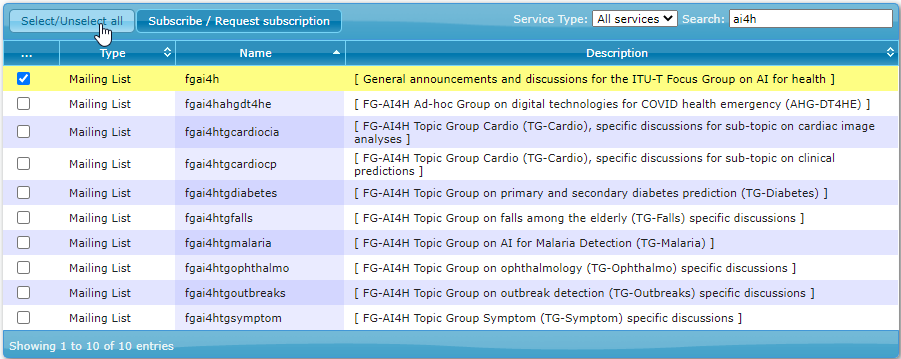 Select/Unselect all Subscribe / Request subscription Service Type: All services Search: ai4h
... Type Name Description
Mailing List fgai4h [ General announcements and discussions for the ITU-T Focus Group on AI for health ]
Mailing List fgai4hahgdt4he [ FG-AI4H Ad-hoc Group on digital technologies for COVID health emergency (AHG-DT4HE) ]
Mailing List fgai4htgcardiocia [ FG-AI4H Topic Group Cardio (TG-Cardio), specific discussions for sub-topic on cardiac image
analyses ]
Mailing List fgai4htgcardiocp [ FG-AI4H Topic Group Cardio (TG-Cardio), specific discussions for sub-topic on clinical
predictions ]
Mailing List fgai4htgdiabetes [ FG-AI4H Topic Group on primary and secondary diabetes prediction (TG-Diabetes) ]
Mailing List fgai4htgfalls [ FG-AI4H Topic Group on falls among the elderly (TG-Falls) specific discussions ]
Mailing List fgai4htgmalaria [ FG-AI4H Topic Group on AI for Malaria Detection (TG-Malaria) ]
Mailing List fgai4htgophthalmo [ FG-AI4H Topic Group on ophthalmology (TG-Ophthalmo) specific discussions ]
Mailing List fgai4htgoutbreaks [ FG-AI4H Topic Group on outbreak detection (TG-Outbreaks) specific discussions ]
Mailing List fgai4htgsymptom [ FG-AI4H Topic Group Symptom (TG-Symptom) specific discussions ]
Showing 1 to 10 of 10 entries